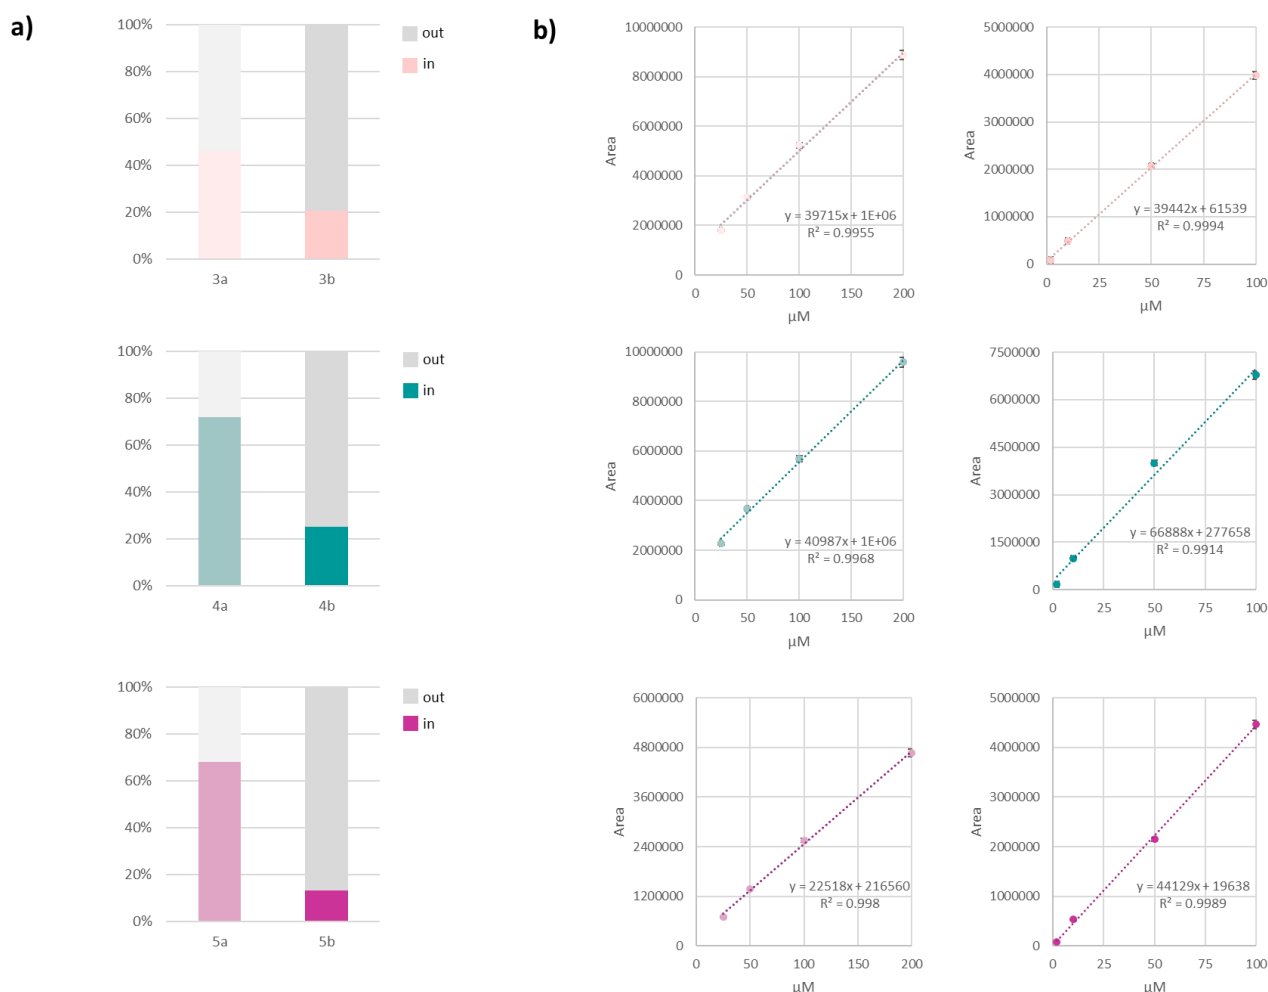 a)
100%
80%
60%
40%
20%
0%
3a
3b
out
in
b)
10000000
8000000
6000000
4000000
2000000
0
Area
y = 39715x + 1E+06
R² = 0.9955
0
50
100
150
200
µM
5000000
4000000
3000000
2000000
1000000
0
Area
y = 39442x + 61539
R² = 0.9994
0
25
50
75
100
µM
100%
80%
60%
40%
20%
0%
4a
4b
out
in
10000000
8000000
6000000
4000000
2000000
0
Area
y = 40987x + 1E+06
R² = 0.9968
0
50
100
150
200
µM
7500000
6000000
4500000
3000000
1500000
0
Area
y = 66888x + 277658
R² = 0.9914
0
25
50
75
100
µM
100%
80%
60%
40%
20%
0%
5a
5b
out
in
6000000
4800000
3600000
2400000
1200000
0
Area
y = 22518x + 216560
R² = 0.998
0
50
100
150
200
µM
5000000
4000000
3000000
2000000
1000000
0
Area
y = 44129x + 19638
R² = 0.9989
0
25
50
75
100
µM